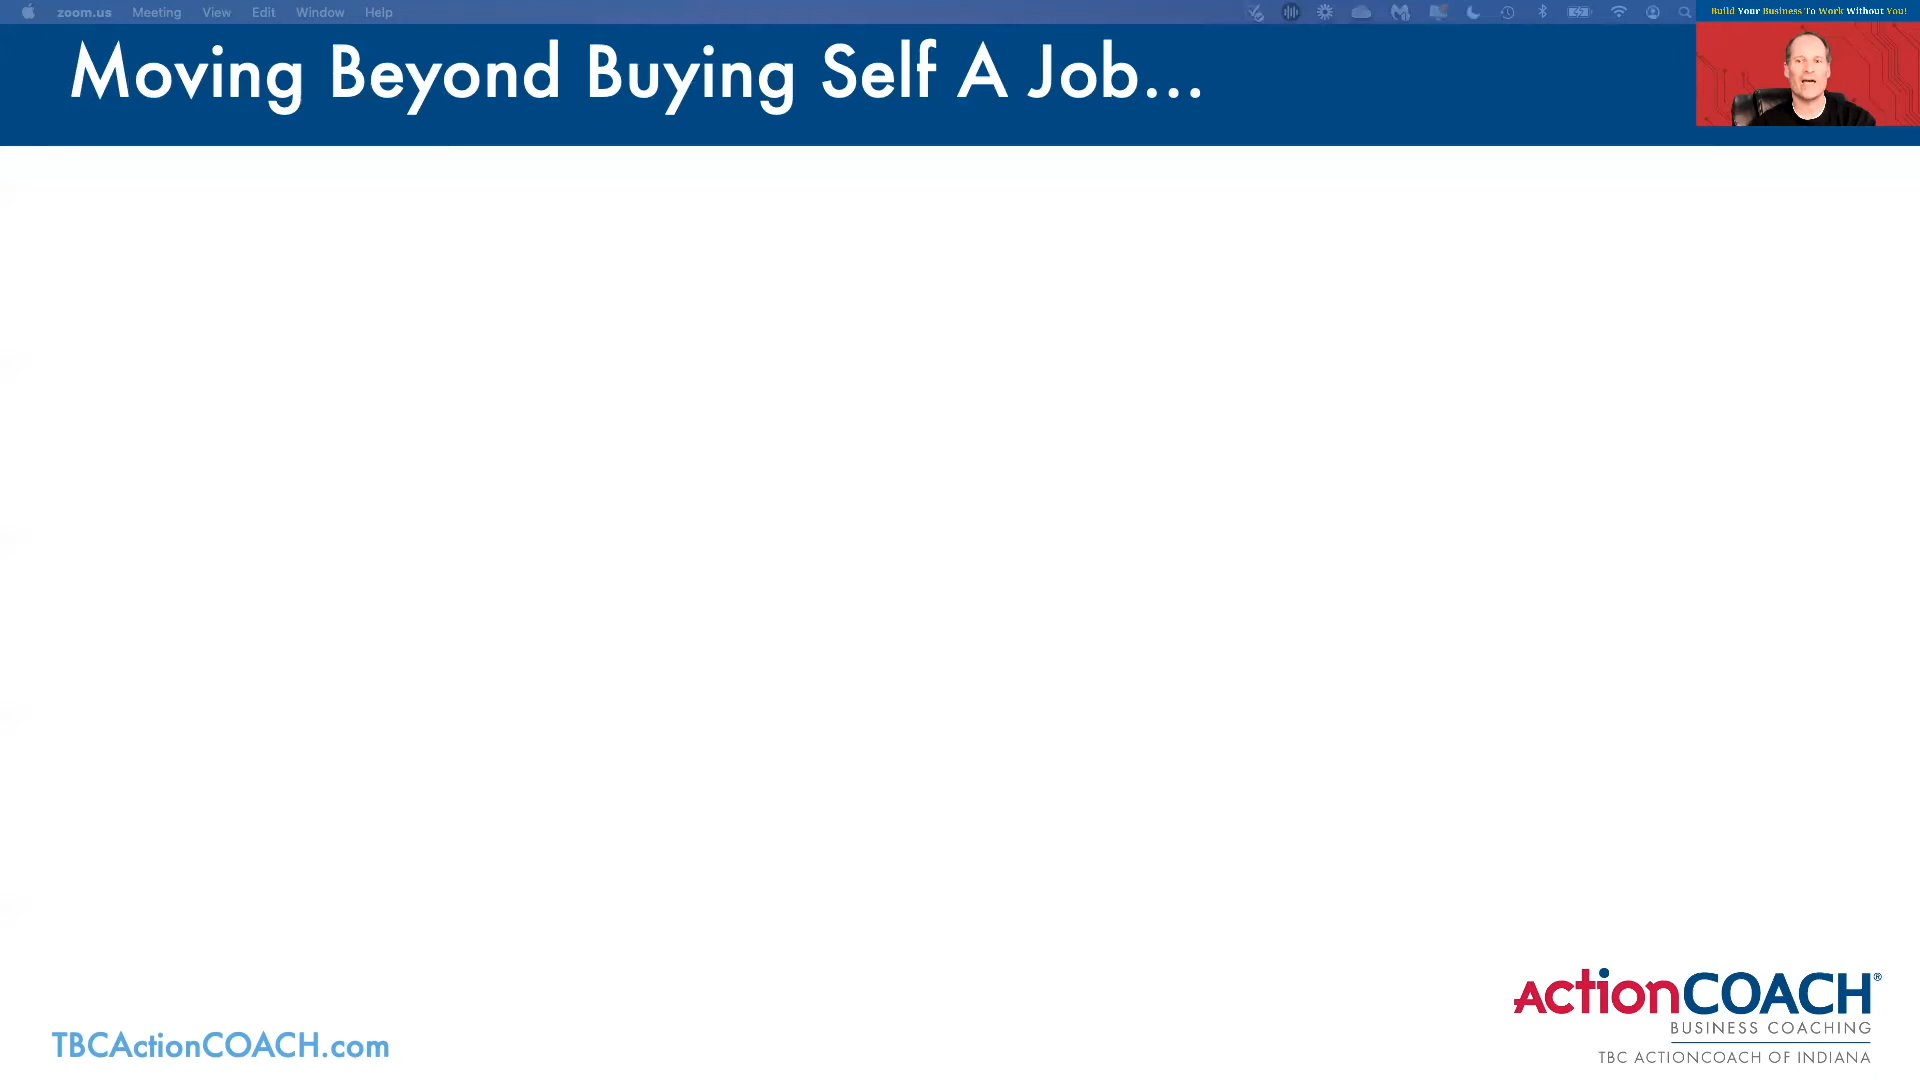 zoom.us Meeting View Edit Window Help
Build Your Business To Work Without You!
Moving Beyond Buying Self A Job...
TBCActionCOACH.com
ActionCOACH®
BUSINESS COACHING
TBC ACTIONCOACH OF INDIANA